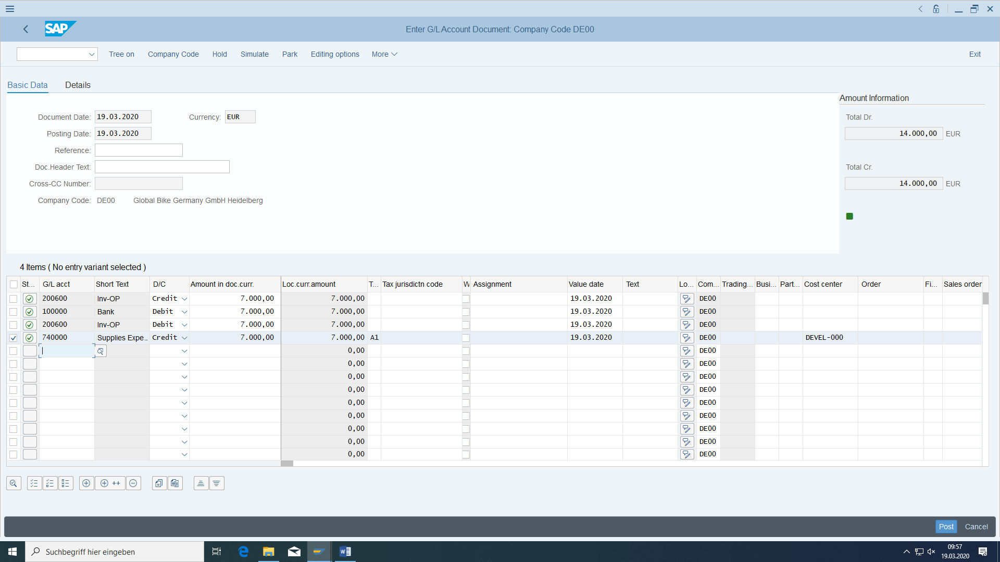 SAP
Enter G/L Account Document: Company Code DE00
Tree on Company Code Hold Simulate Park Editing options More Exit
Basic Data Details
Amount Information
Document Date: 19.03.2020 Currency: EUR
Total Dr.
Posting Date: 19.03.2020
14.000,00 EUR
Reference:
Doc.Header Text:
Total Cr.
Cross-CC Number:
14.000,00 EUR
Company Code: DE00 Global Bike Germany GmbH Heidelberg
4 Items ( No entry variant selected )
St... G/L acct Short Text D/C Amount in doc.curr. Loc.curr.amount T... Tax jurisdictn code W Assignment Value date Text Lo... Com... Trading... Busi... Part... Cost center Order Fi... Sales order
200600 Inv-OP Credit 7.000,00 7.000,00 19.03.2020 DE00
100000 Bank Debit 7.000,00 7.000,00 19.03.2020 DE00
200600 Inv-OP Debit 7.000,00 7.000,00 19.03.2020 DE00
740000 Supplies Expe... Credit 7.000,00 7.000,00 A1 19.03.2020 DE00 DEVEL-000
0,00 DE00
0,00 DE00
0,00 DE00
0,00 DE00
0,00 DE00
0,00 DE00
0,00 DE00
0,00 DE00
0,00 DE00
++
Post Cancel
Suchbegriff hier eingeben
09:57
19.03.2020